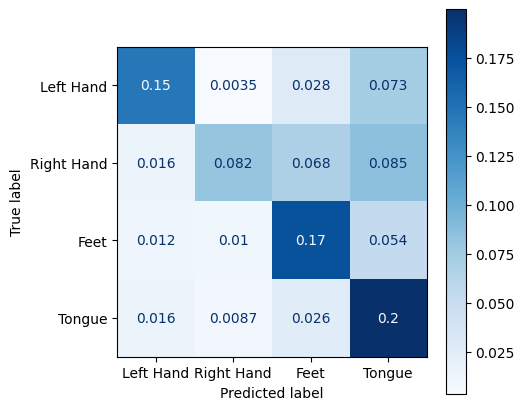 Left Hand 0.15 0.0035 0.028 0.073
Right Hand 0.016 0.082 0.068 0.085
Feet 0.012 0.01 0.17 0.054
Tongue 0.016 0.0087 0.026 0.2
Left Hand Right Hand Feet Tongue
Predicted label
True label
0.175
0.150
0.125
0.100
0.075
0.050
0.025